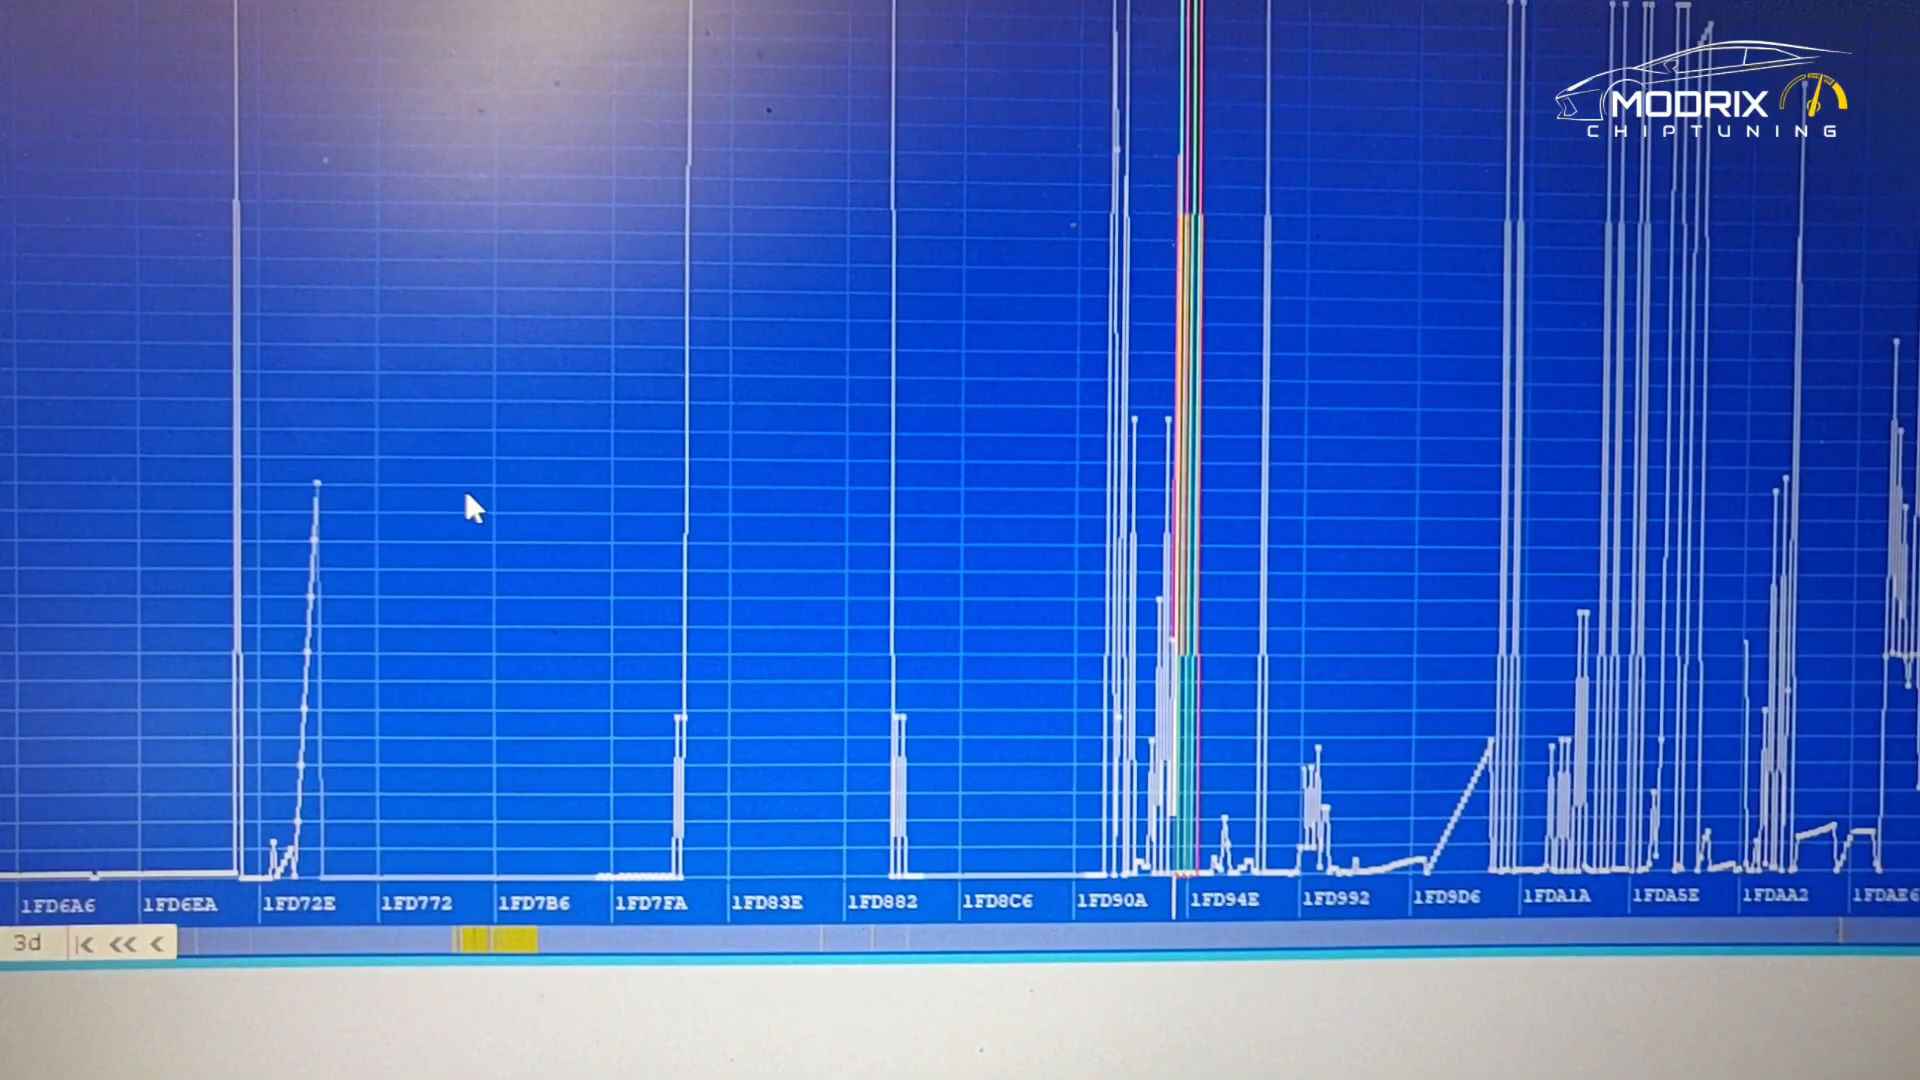 MODRIX
CHIPTUNING
1FD6A6 1FD6EA 1FD72E 1FD772 1FD7B6 1FD7FA 1FD83E 1FD882 1FD8C6 1FD90A 1FD94E 1FD992 1FD9D6 1FDA1A 1FDA5E 1FDAA2 1FDAE6
3d